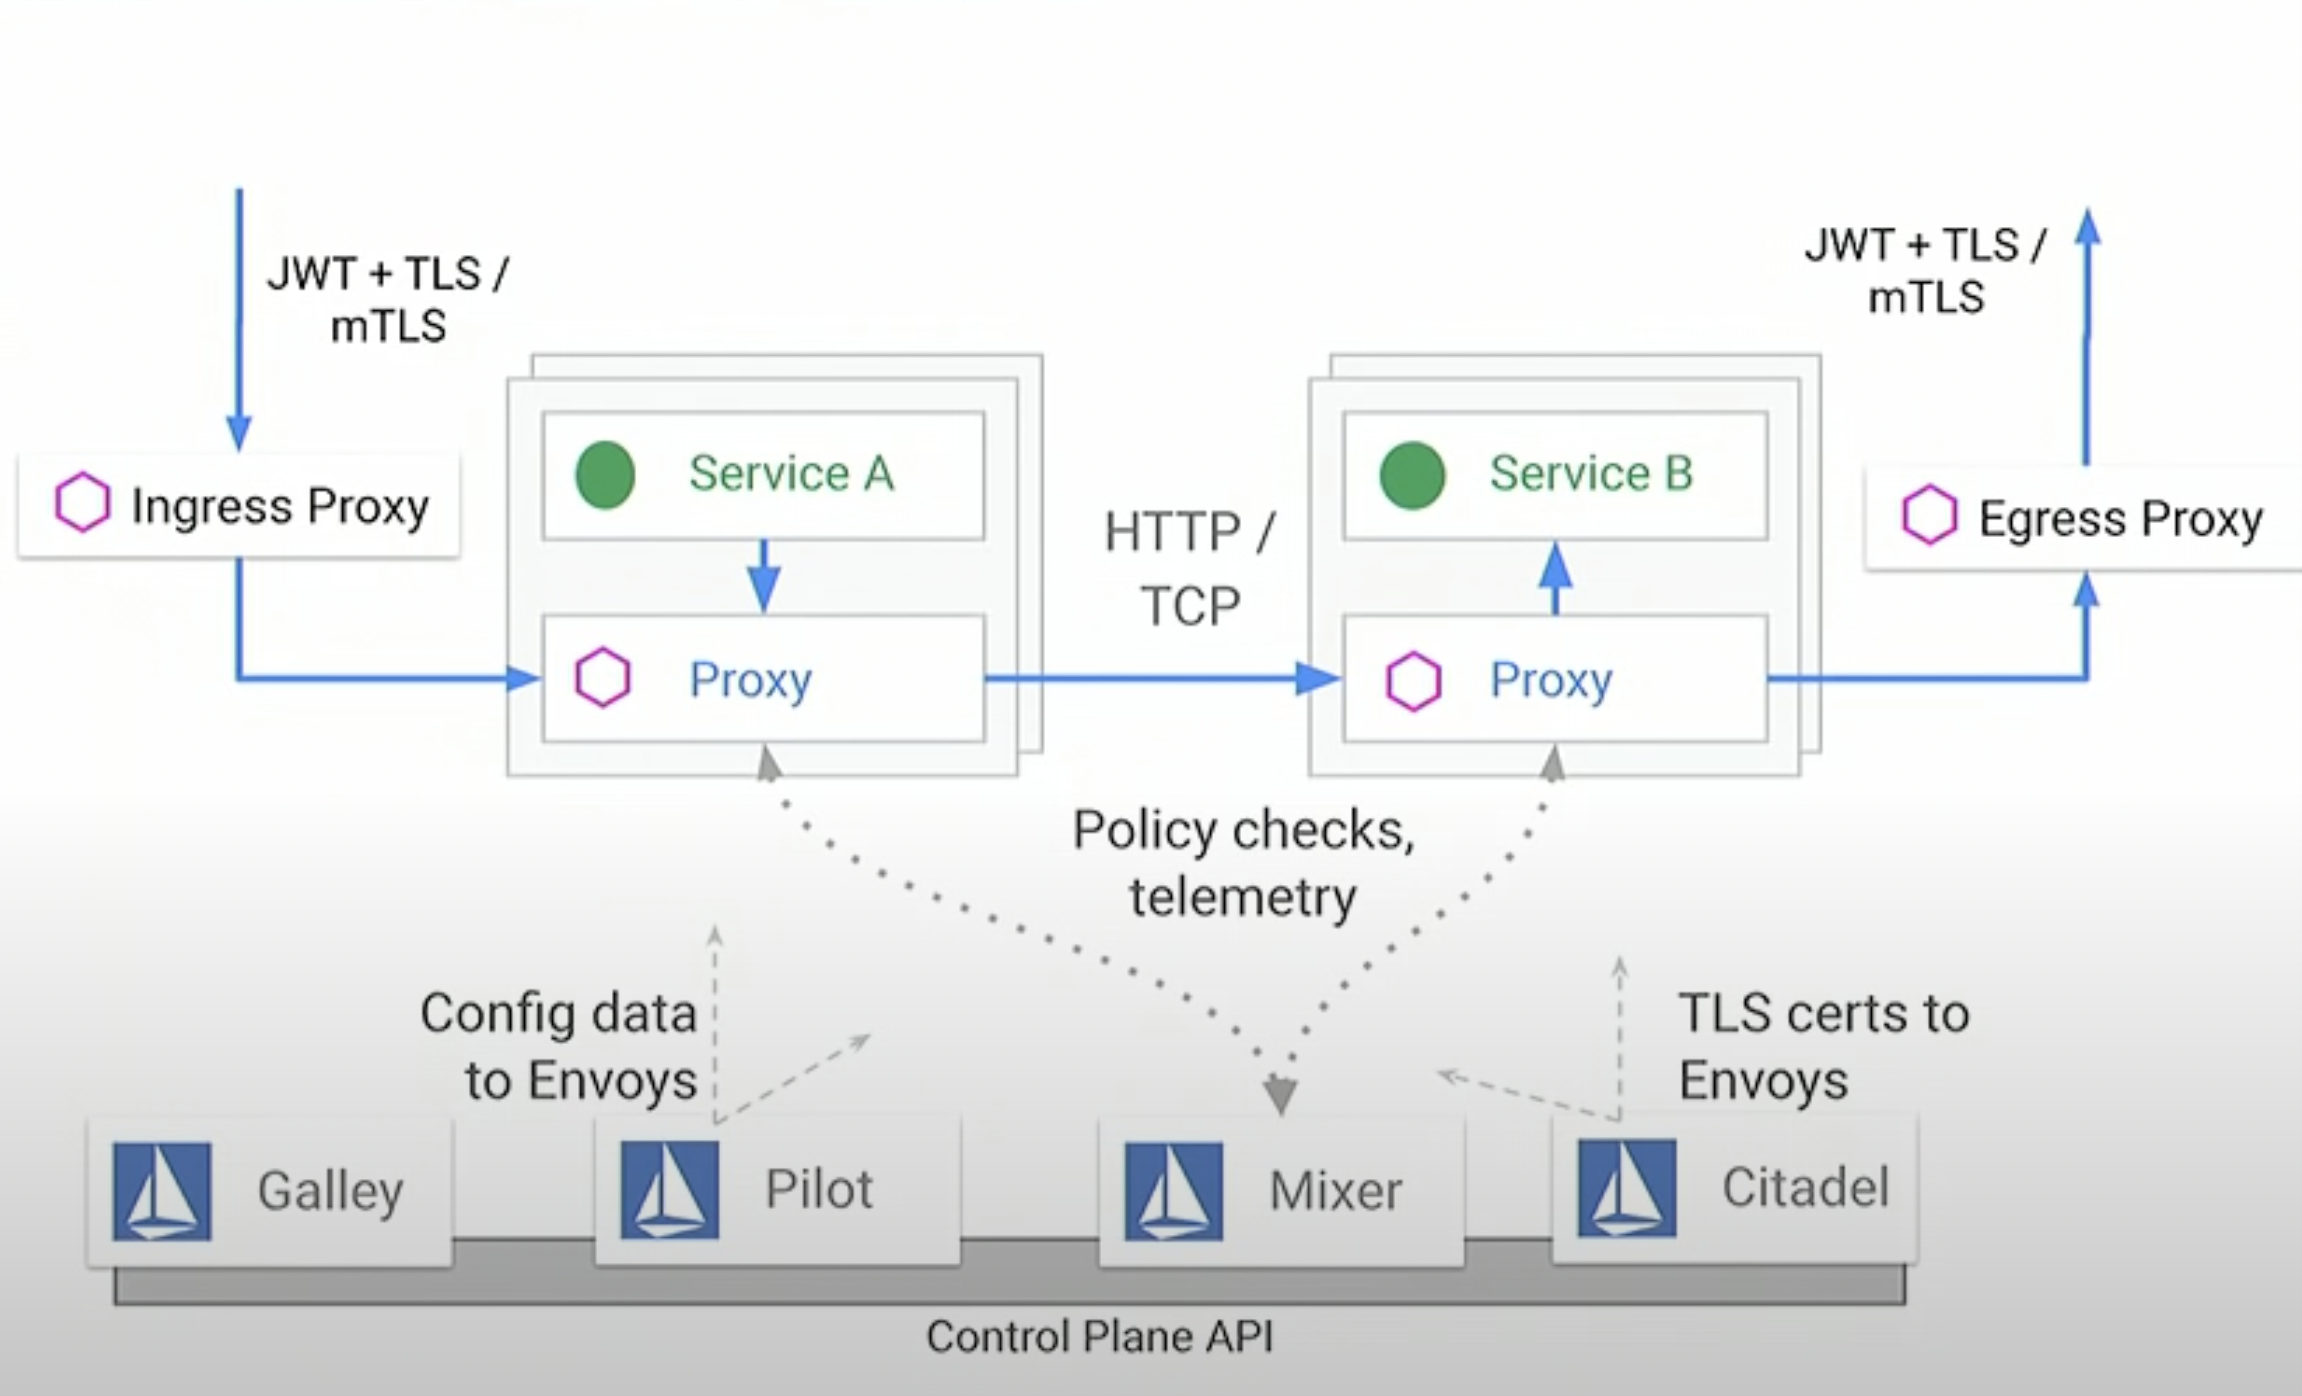 JWT + TLS /
mTLS
JWT + TLS /
mTLS
Ingress Proxy
Service A
Proxy
HTTP /
TCP
Service B
Proxy
Egress Proxy
Policy checks,
telemetry
Config data
to Envoys
TLS certs to
Envoys
Galley
Pilot
Mixer
Citadel
Control Plane API